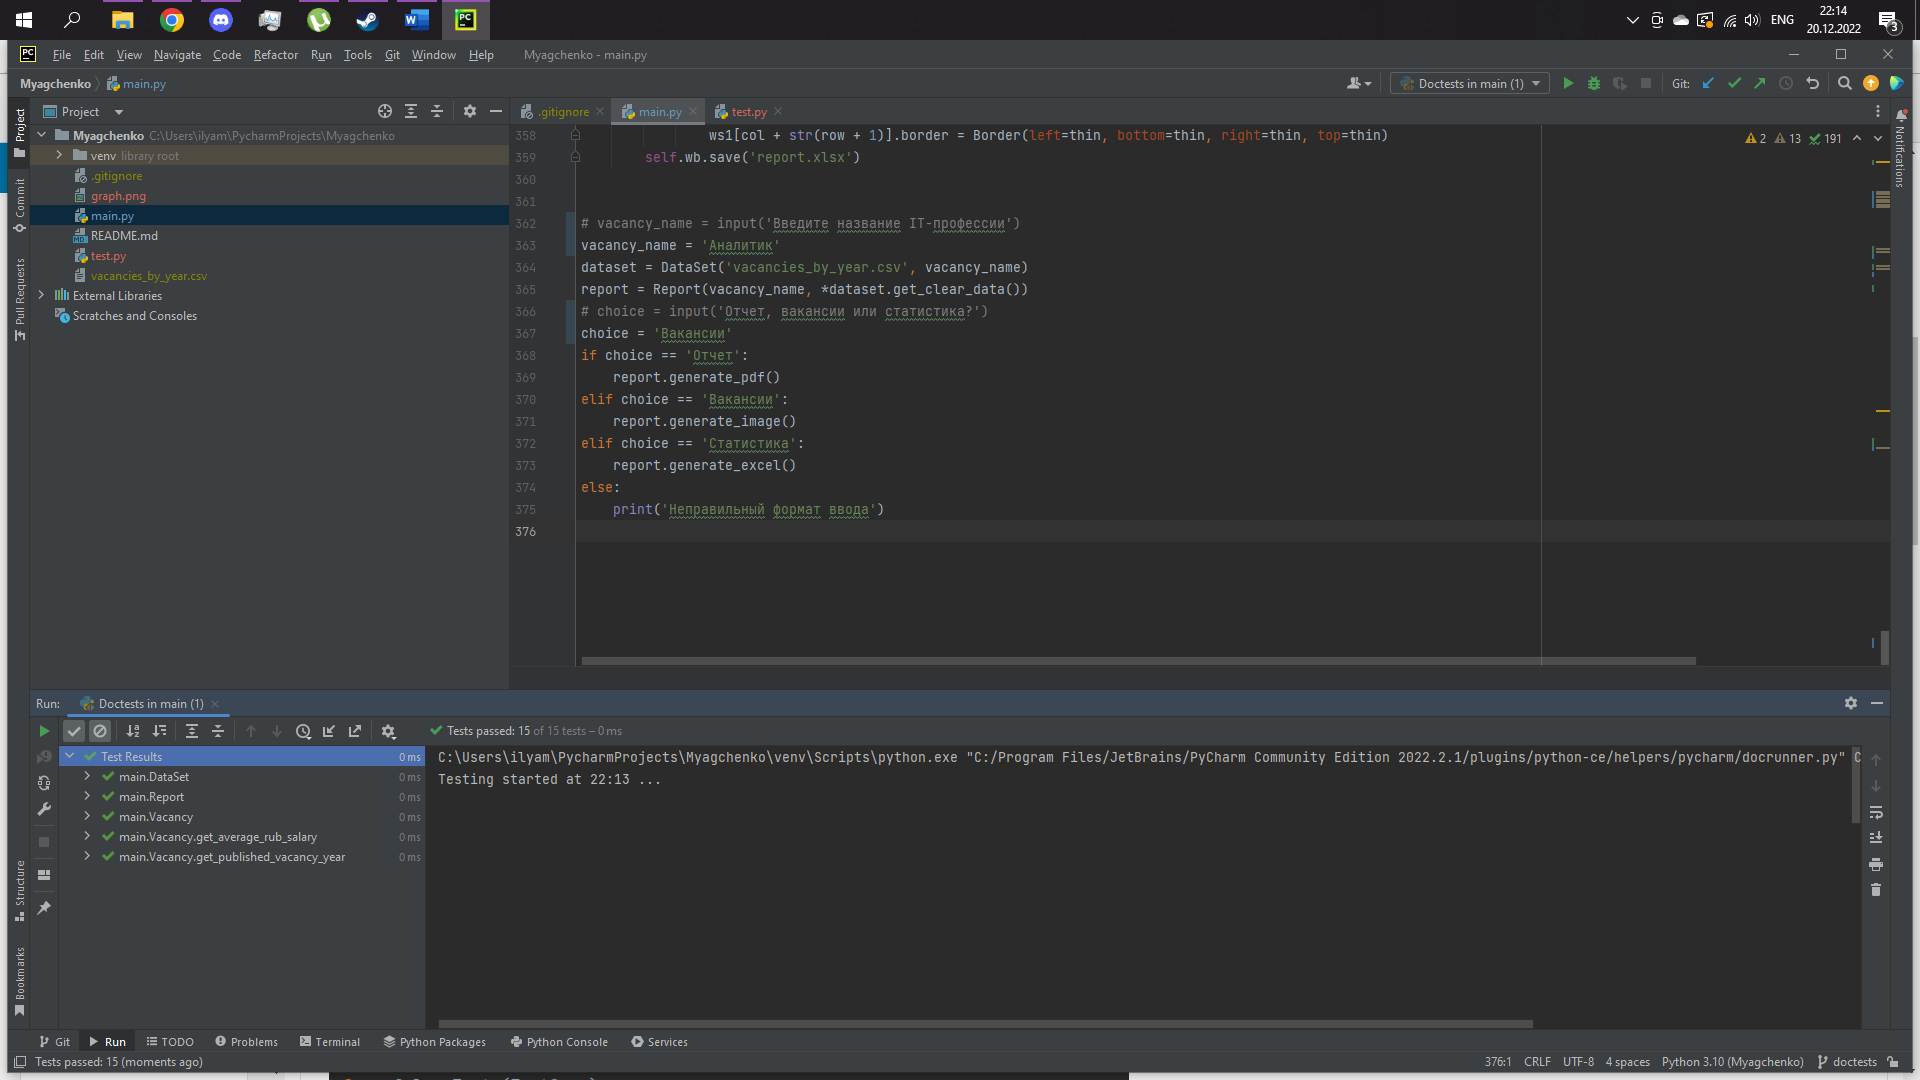 ENG
22:14
20.12.2022
3
File Edit View Navigate Code Refactor Run Tools Git Window Help Myagchenko - main.py
Myagchenko main.py
Doctests in main (1)
Git:
Project
.gitignore
main.py
test.py
Myagchenko C:\Users\ilyam\PycharmProjects\Myagchenko
venv library root
.gitignore
graph.png
main.py
README.md
test.py
vacancies_by_year.csv
External Libraries
Scratches and Consoles
Project
Commit
Pull Requests
Structure
Bookmarks
Notifications
2 13 191
358 ws1[col + str(row + 1)].border = Border(left=thin, bottom=thin, right=thin, top=thin)
359 self.wb.save('report.xlsx')
360
361
362 # vacancy_name = input('Введите название IT-профессии')
363 vacancy_name = 'Аналитик'
364 dataset = DataSet('vacancies_by_year.csv', vacancy_name)
365 report = Report(vacancy_name, *dataset.get_clear_data())
366 # choice = input('Отчет, вакансии или статистика?')
367 choice = 'Вакансии'
368 if choice == 'Отчет':
369 report.generate_pdf()
370 elif choice == 'Вакансии':
371 report.generate_image()
372 elif choice == 'Статистика':
373 report.generate_excel()
374 else:
375 print('Неправильный формат ввода')
376
Run: Doctests in main (1)
Tests passed: 15 of 15 tests – 0 ms
Test Results 0 ms
main.DataSet 0 ms
main.Report 0 ms
main.Vacancy 0 ms
main.Vacancy.get_average_rub_salary 0 ms
main.Vacancy.get_published_vacancy_year 0 ms
C:\Users\ilyam\PycharmProjects\Myagchenko\venv\Scripts\python.exe "C:/Program Files/JetBrains/PyCharm Community Edition 2022.2.1/plugins/python-ce/helpers/pycharm/docrunner.py" C
Testing started at 22:13 ...
Git Run TODO Problems Terminal Python Packages Python Console Services
Tests passed: 15 (moments ago)
376:1 CRLF UTF-8 4 spaces Python 3.10 (Myagchenko) doctests